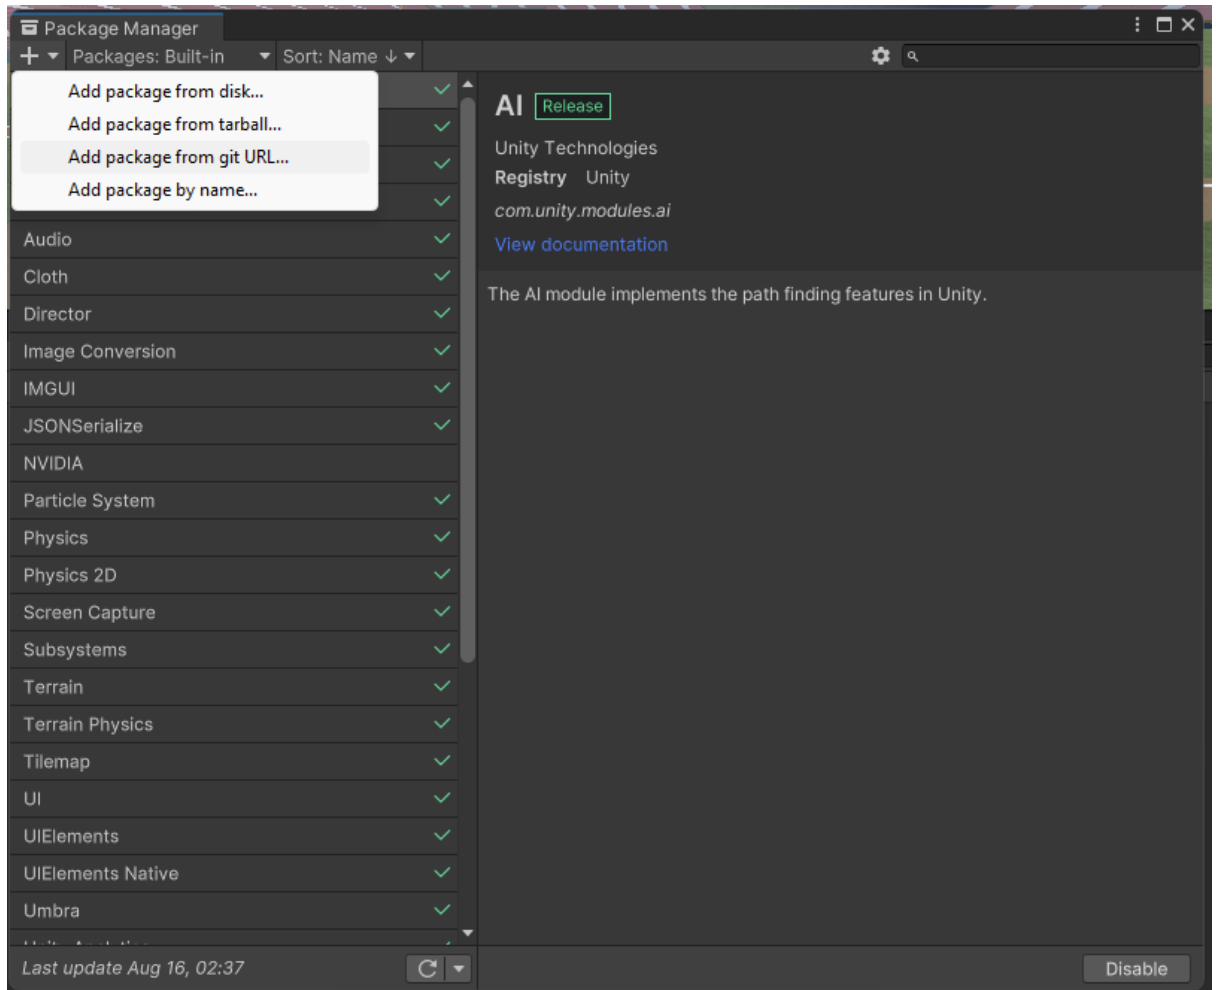 Package Manager
Packages: Built-in
Sort: Name ↓
Add package from disk...
Add package from tarball...
Add package from git URL...
Add package by name...
Audio
Cloth
Director
Image Conversion
IMGUI
JSONSerialize
NVIDIA
Particle System
Physics
Physics 2D
Screen Capture
Subsystems
Terrain
Terrain Physics
Tilemap
UI
UIElements
UIElements Native
Umbra
Last update Aug 16, 02:37
AI Release
Unity Technologies
Registry Unity
com.unity.modules.ai
View documentation
The AI module implements the path finding features in Unity.
Disable